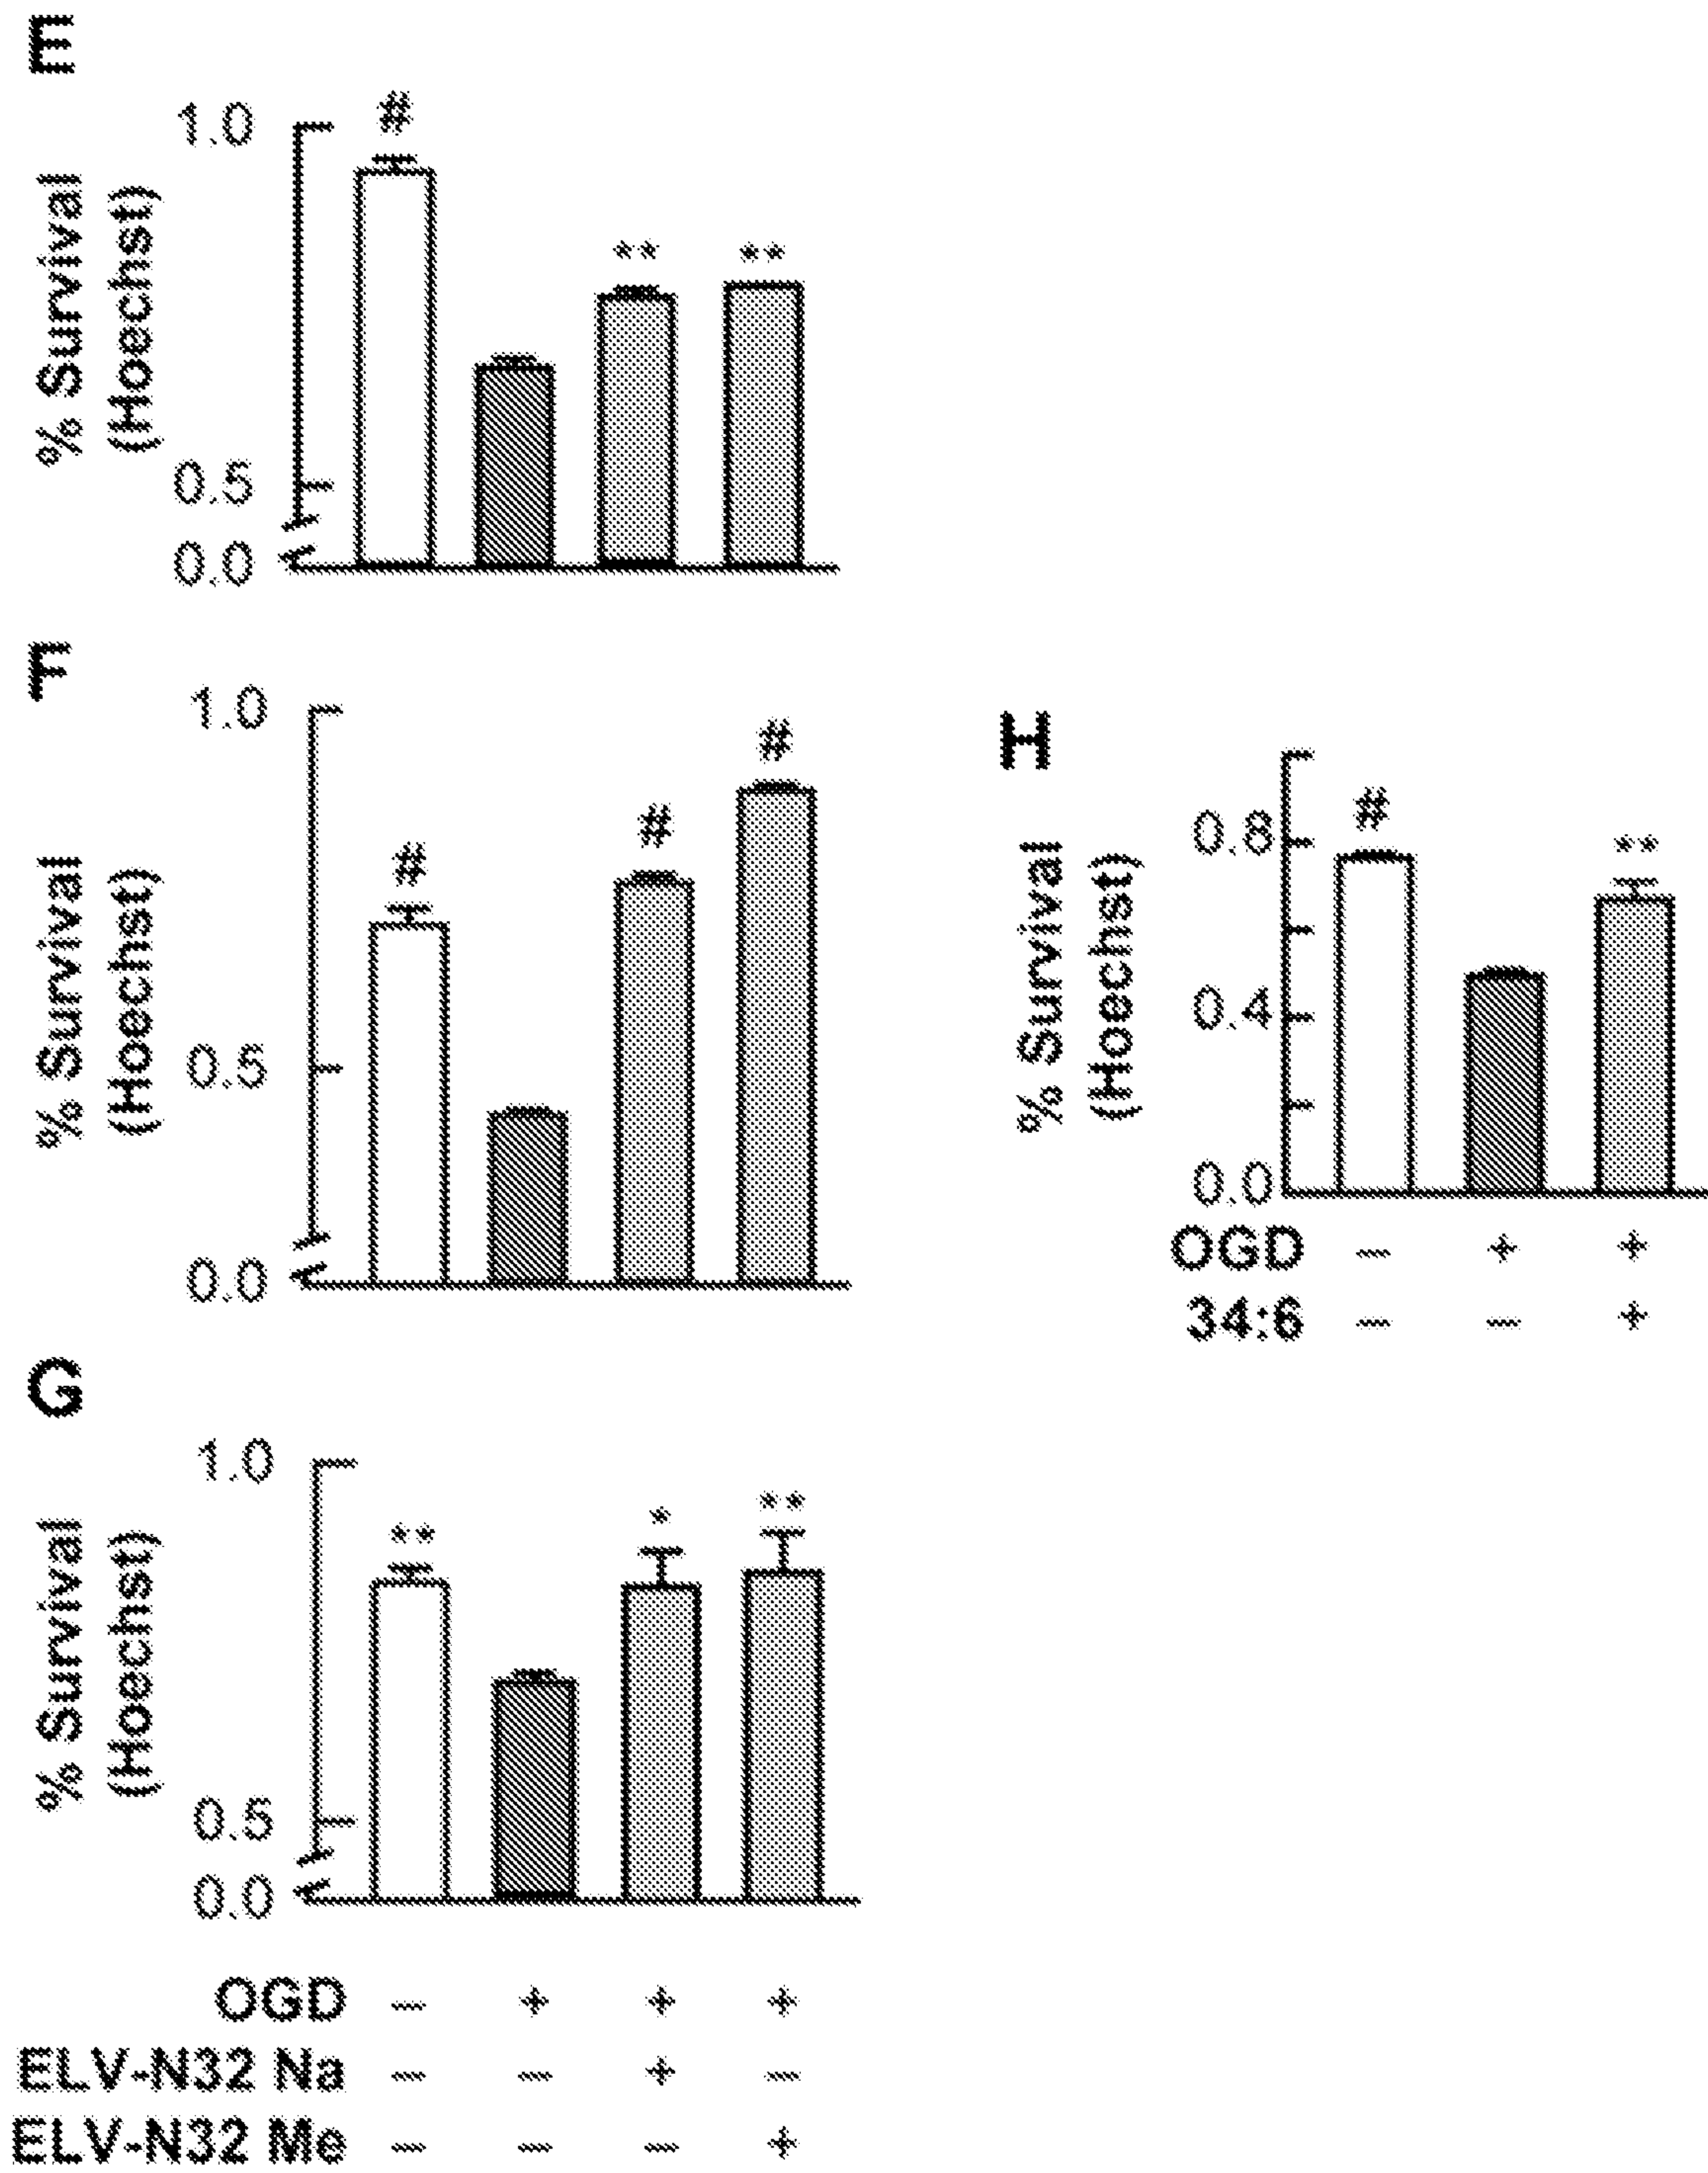 E
% Survival
(Hoechst)
1.0
0.5
0.0
#
**
**
F
% Survival
(Hoechst)
1.0
0.5
0.0
#
#
#
H
% Survival
(Hoechst)
0.8
0.4
0.0
#
**
OGD – + +
34:6 – – +
G
% Survival
(Hoechst)
1.0
0.5
0.0
**
*
**
OGD – + + +
ELV-N32 Na – – + –
ELV-N32 Me – – – +